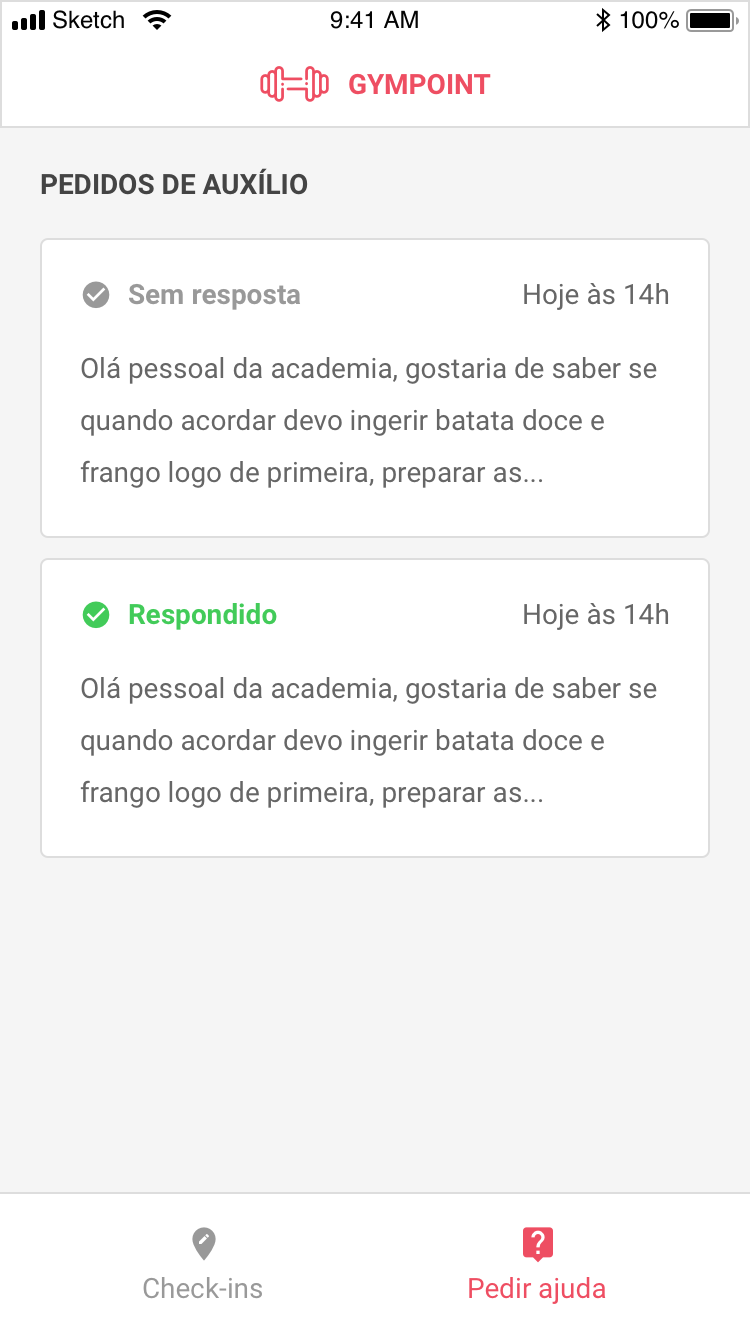 Sketch 9:41 AM 100%
GYMPOINT
PEDIDOS DE AUXÍLIO
Sem resposta Hoje às 14h
Olá pessoal da academia, gostaria de saber se
quando acordar devo ingerir batata doce e
frango logo de primeira, preparar as...
Respondido Hoje às 14h
Olá pessoal da academia, gostaria de saber se
quando acordar devo ingerir batata doce e
frango logo de primeira, preparar as...
Check-ins Pedir ajuda